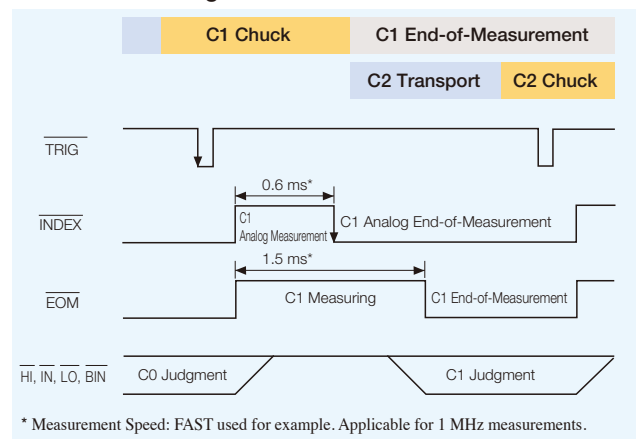 C1 Chuck
C1 End-of-Measurement
C2 Transport
C2 Chuck
TRIG
0.6 ms*
INDEX
C1
Analog Measurement
C1 Analog End-of-Measurement
1.5 ms*
EOM
C1 Measuring
C1 End-of-Measurement
HI, IN, LO, BIN
C0 Judgment
C1 Judgment
* Measurement Speed: FAST used for example. Applicable for 1 MHz measurements.